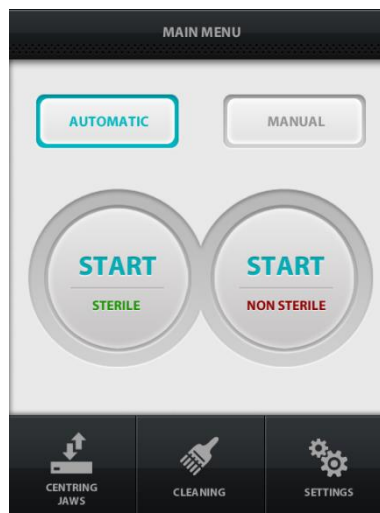 MAIN MENU
AUTOMATIC
MANUAL
START
STERILE
START
NON STERILE
CENTRING
JAWS
CLEANING
SETTINGS